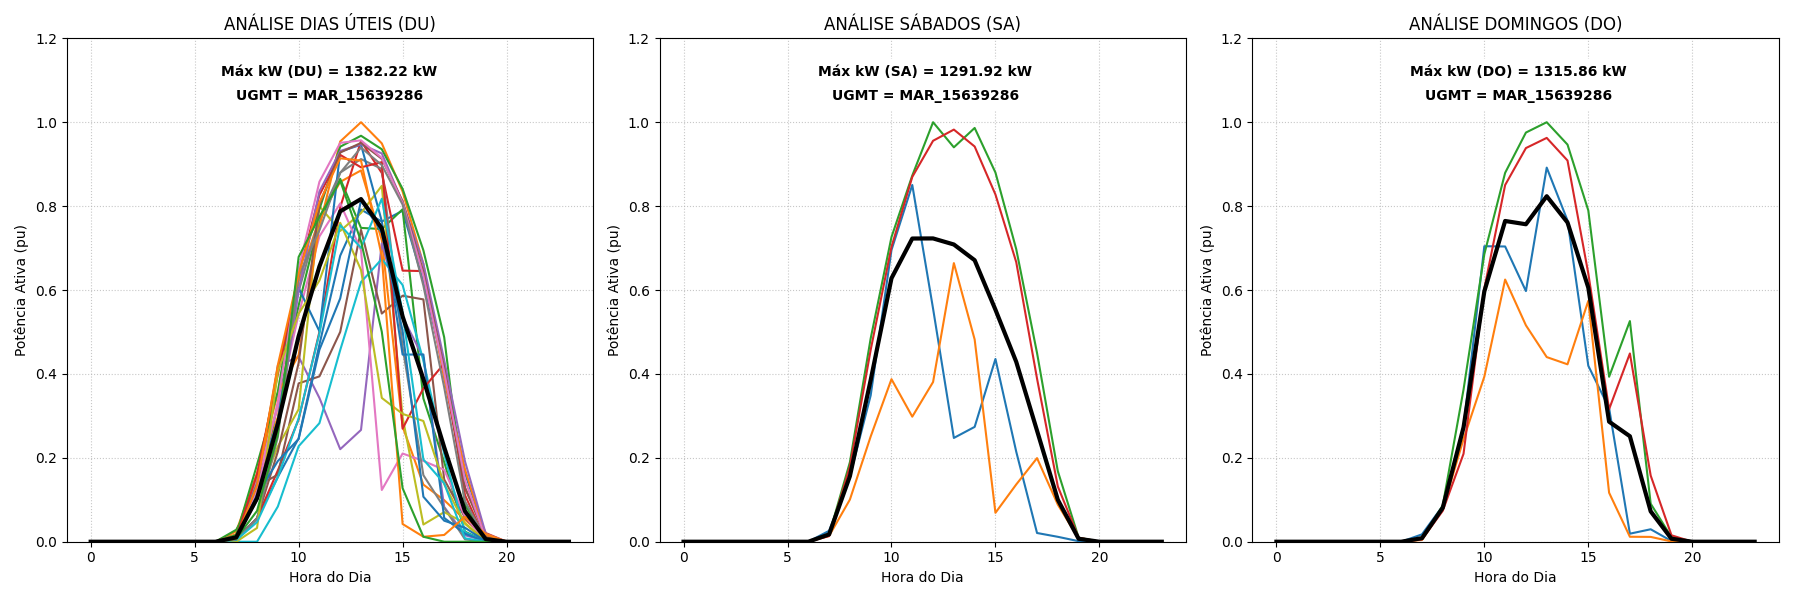 ANÁLISE DIAS ÚTEIS (DU)
Máx kW (DU) = 1382.22 kW
UGMT = MAR_15639286
Potência Ativa (pu)
1.2
1.0
0.8
0.6
0.4
0.2
0.0
0 5 10 15 20
Hora do Dia
ANÁLISE SÁBADOS (SA)
Máx kW (SA) = 1291.92 kW
UGMT = MAR_15639286
Potência Ativa (pu)
1.2
1.0
0.8
0.6
0.4
0.2
0.0
0 5 10 15 20
Hora do Dia
ANÁLISE DOMINGOS (DO)
Máx kW (DO) = 1315.86 kW
UGMT = MAR_15639286
Potência Ativa (pu)
1.2
1.0
0.8
0.6
0.4
0.2
0.0
0 5 10 15 20
Hora do Dia